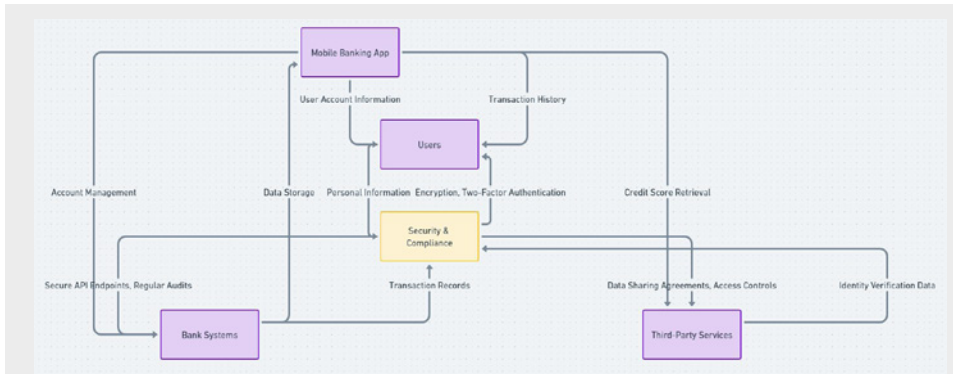 Mobile Banking App
User Account Information
Transaction History
Users
Account Management
Data Storage
Personal Information
Encryption, Two-Factor Authentication
Credit Score Retrieval
Security &
Compliance
Secure API Endpoints, Regular Audits
Transaction Records
Data Sharing Agreements, Access Controls
Identity Verification Data
Bank Systems
Third-Party Services